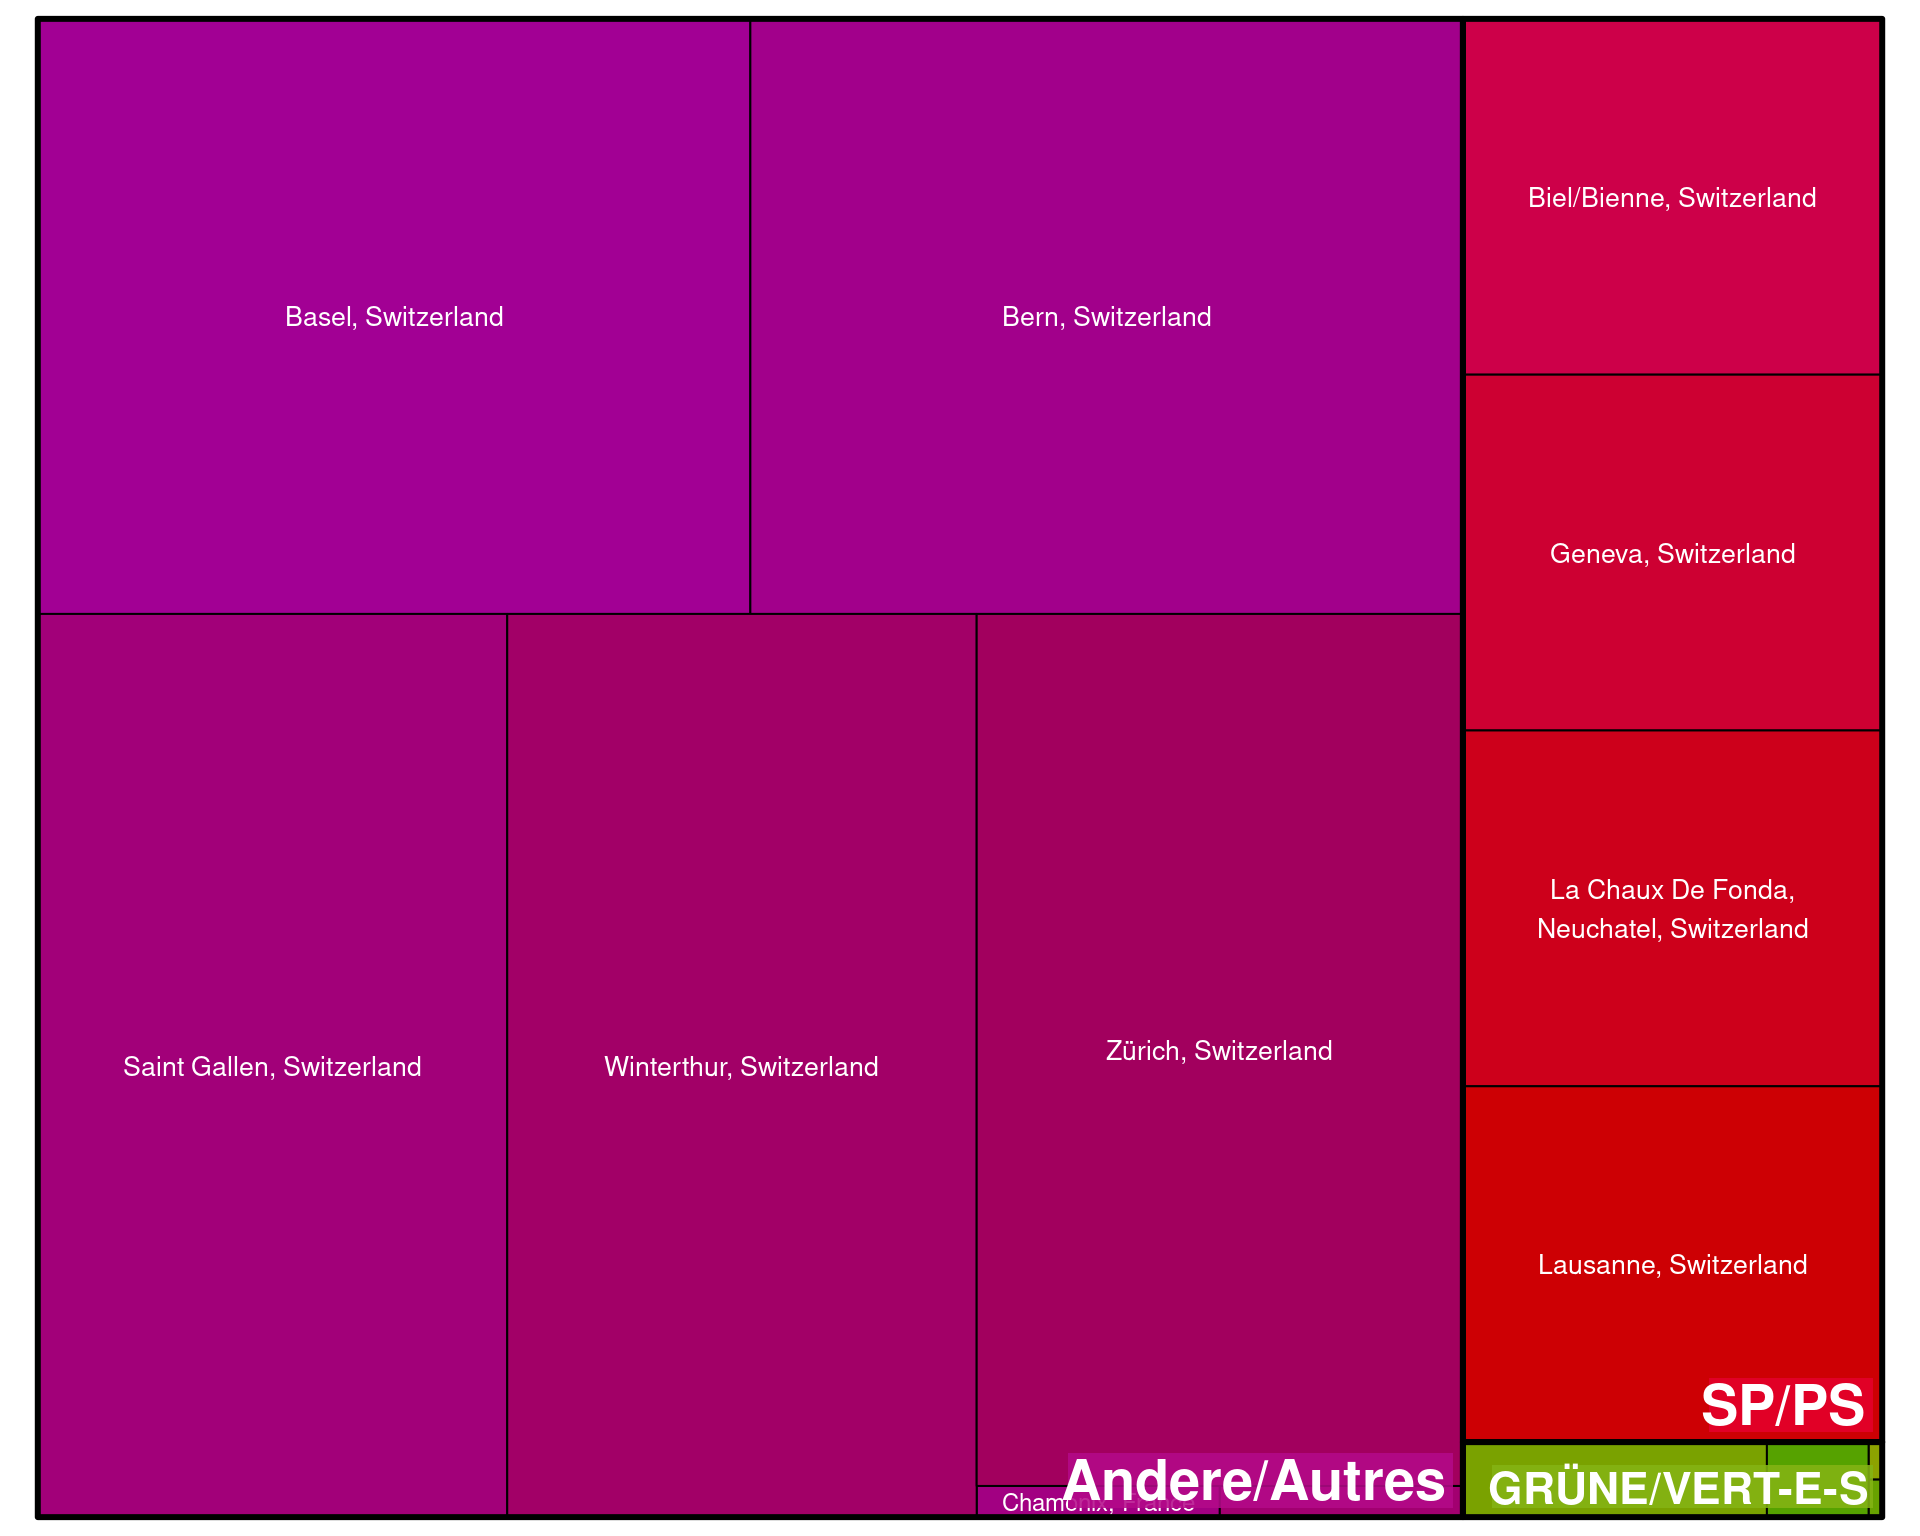 Basel, Switzerland
Bern, Switzerland
Biel/Bienne, Switzerland
Geneva, Switzerland
La Chaux De Fonda,
Neuchatel, Switzerland
Saint Gallen, Switzerland
Winterthur, Switzerland
Zürich, Switzerland
Lausanne, Switzerland
SP/PS
Andere/Autres
Chamonix, France
GRÜNE/VERT-E-S